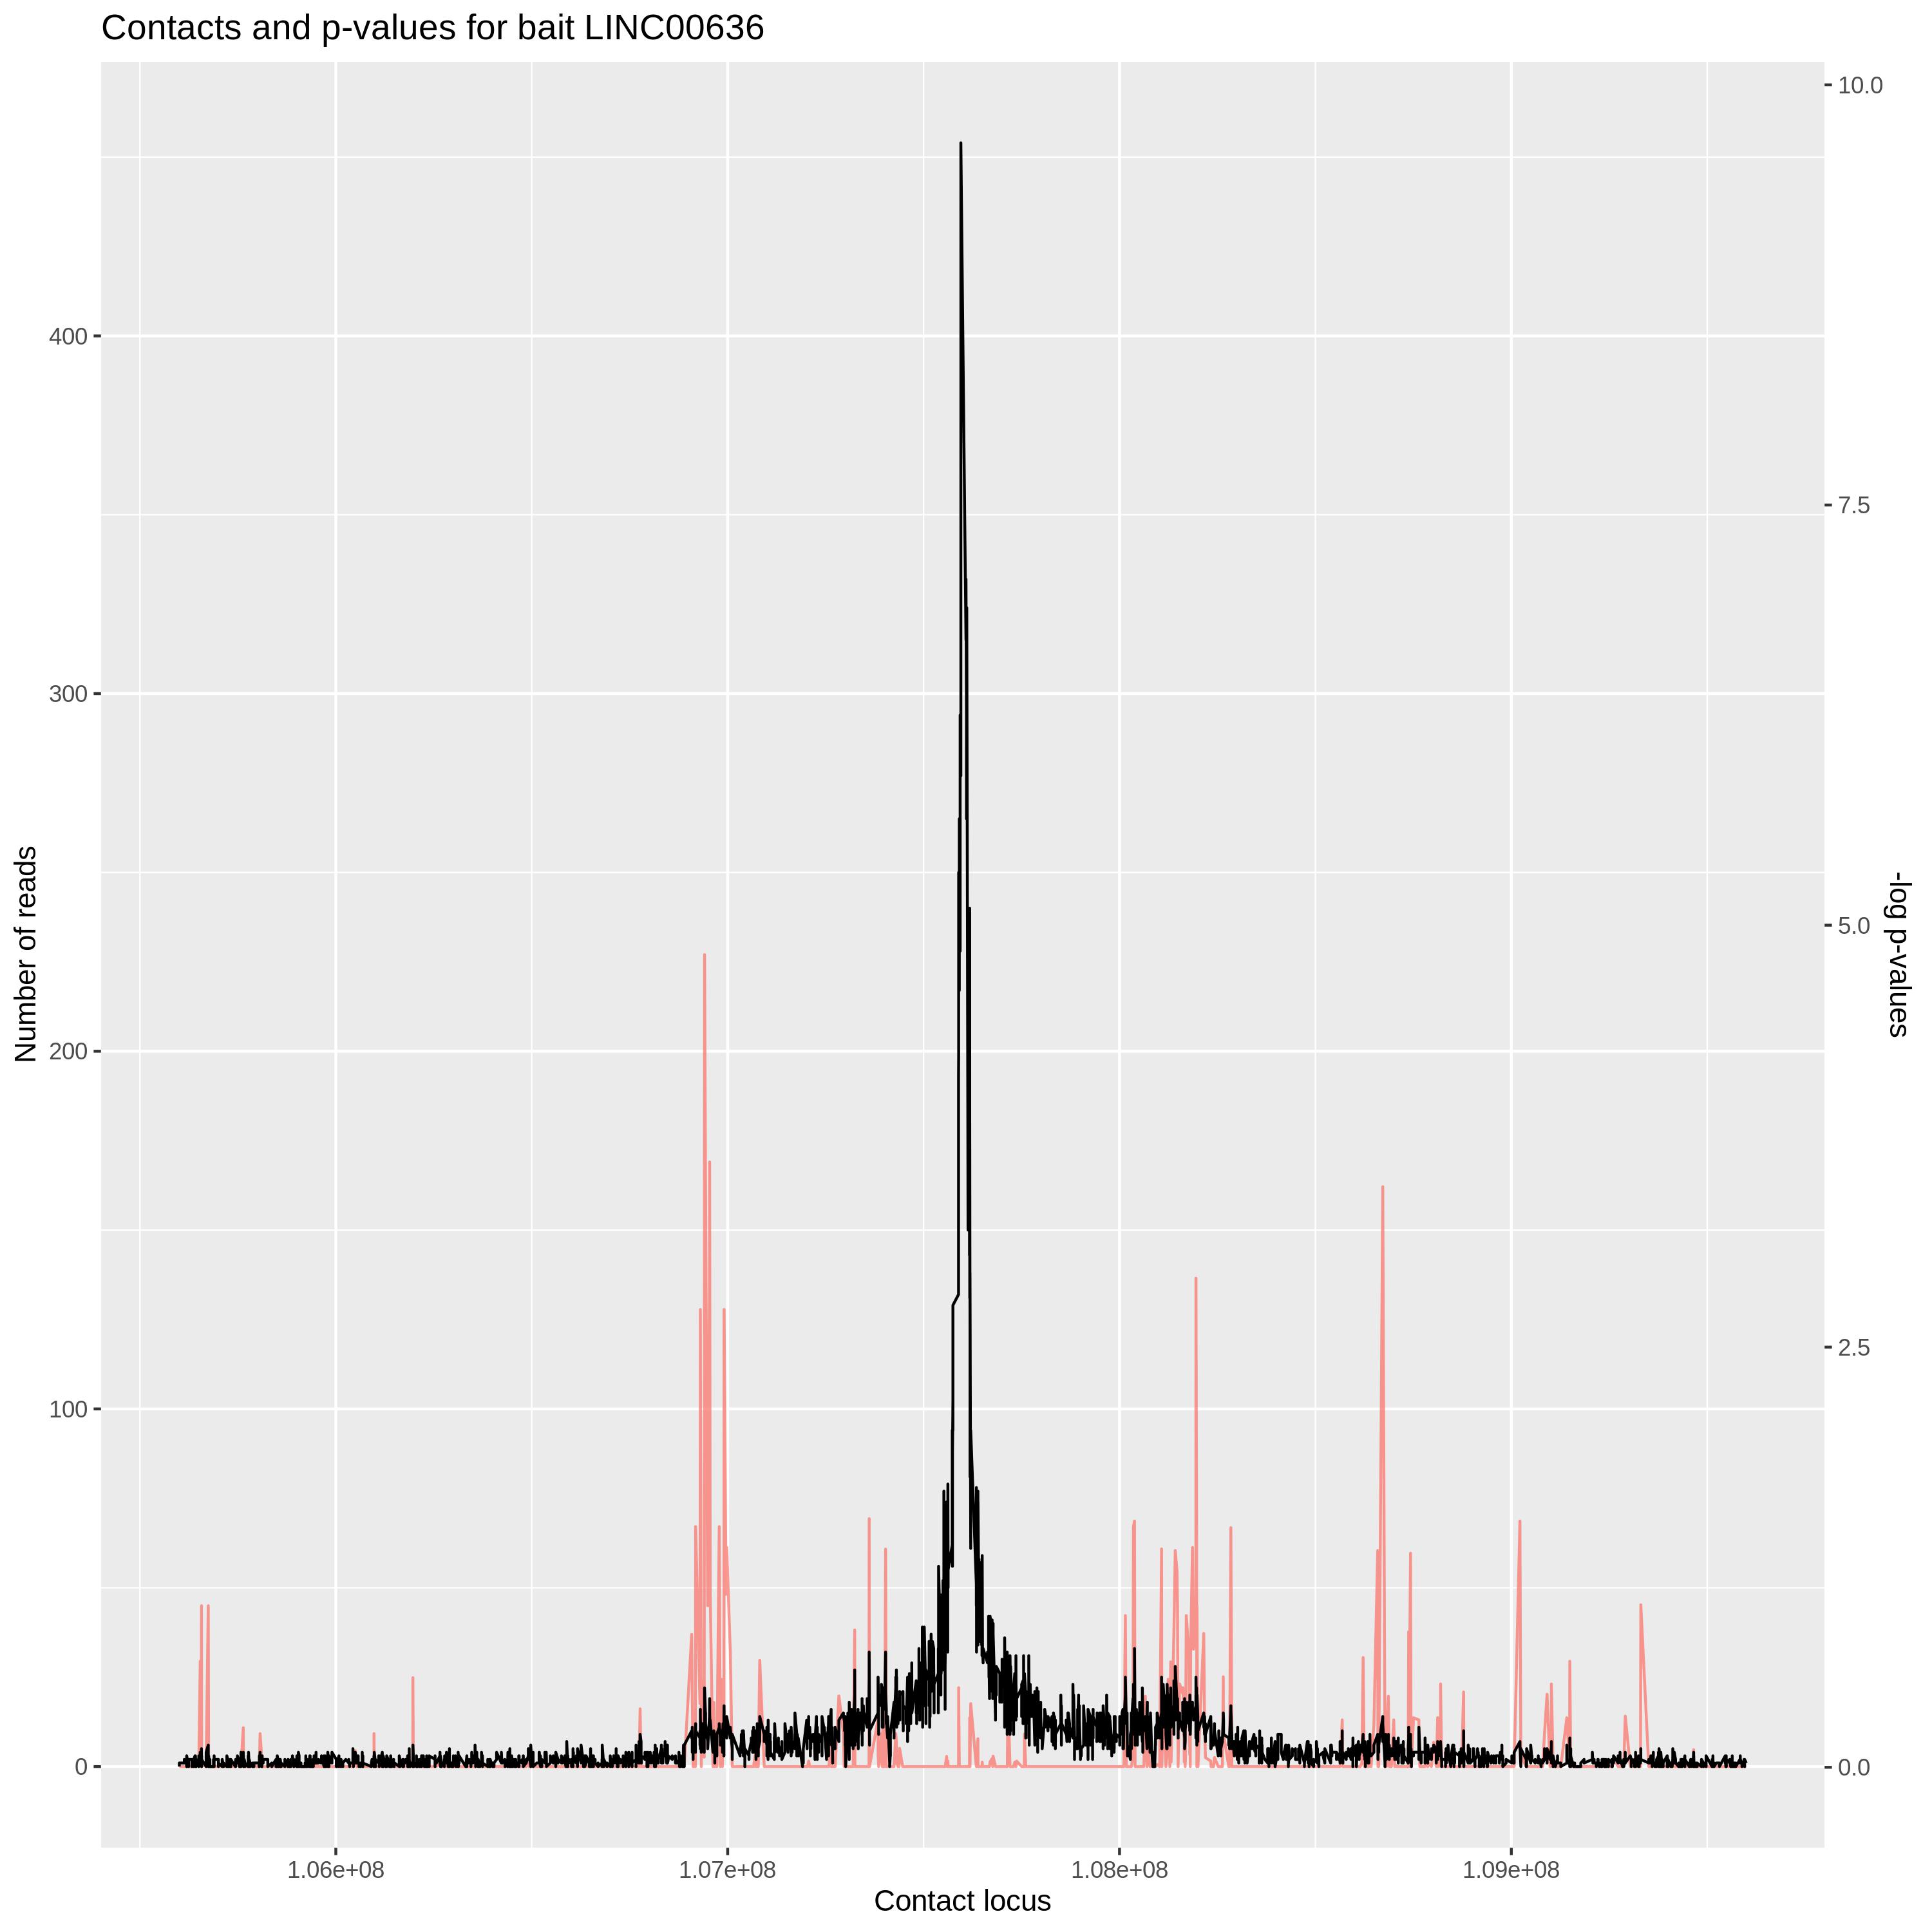 Contacts and p-values for bait LINC00636
10.0
7.5
5.0
2.5
0.0
-log p-values
400
300
200
100
0
Number of reads
1.06e+08
1.07e+08
1.08e+08
1.09e+08
Contact locus